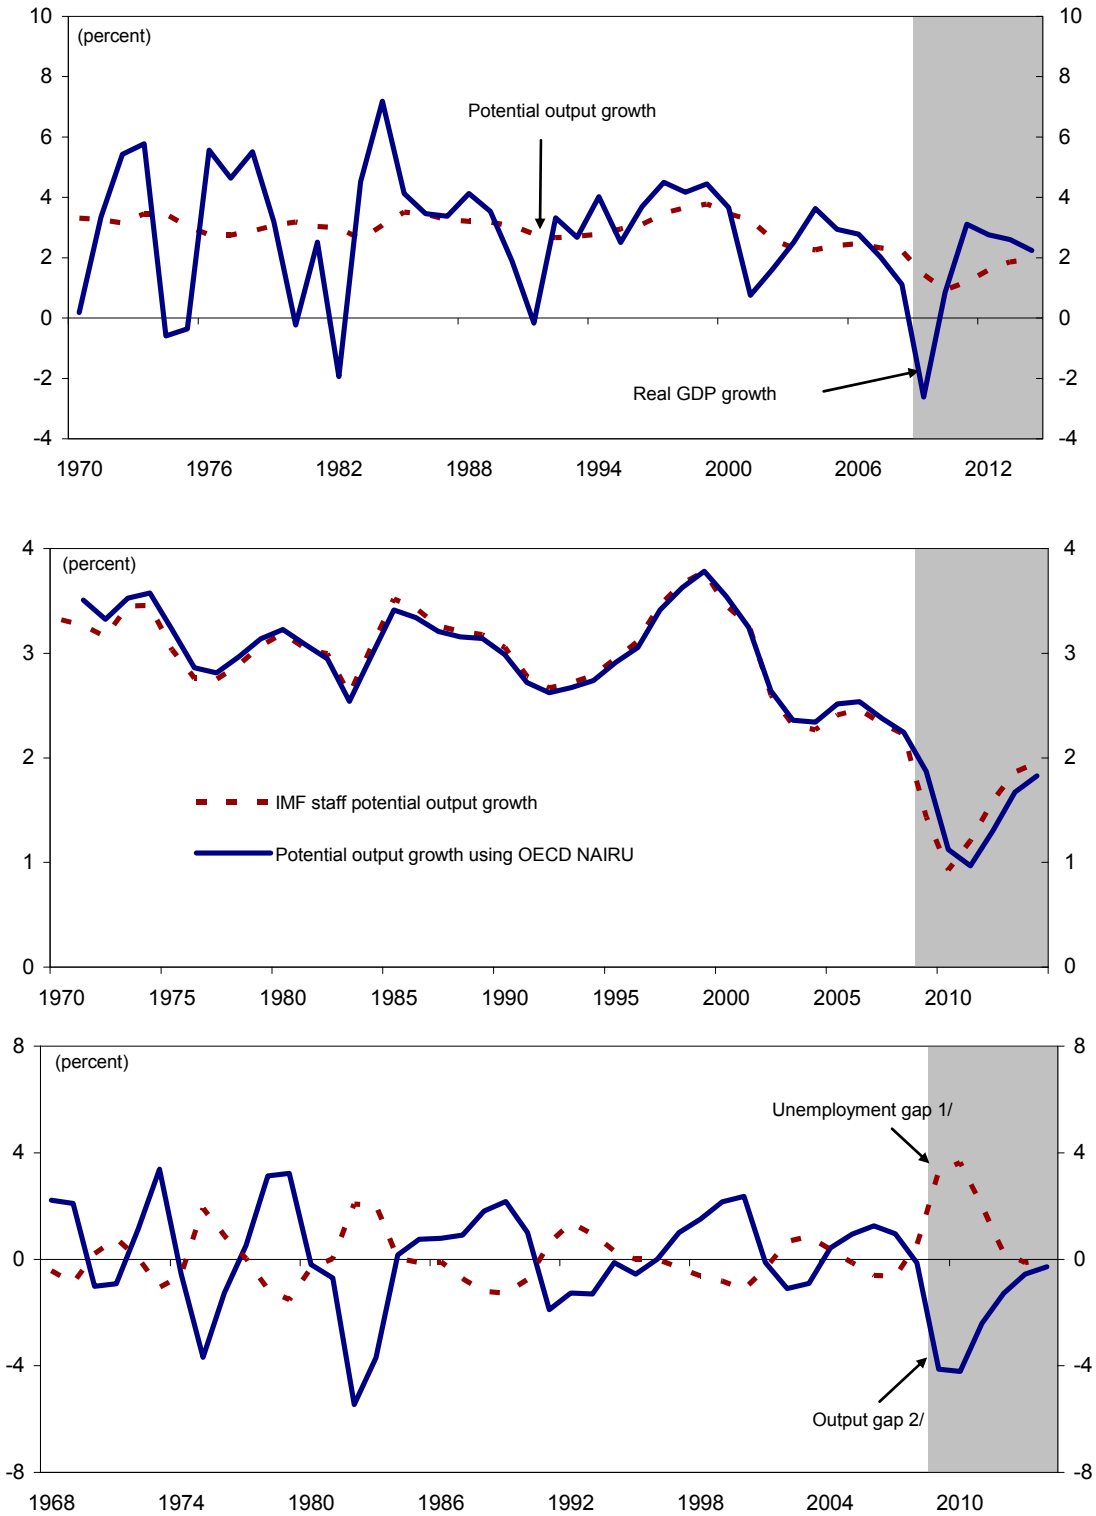 10 10
(percent)
8 8
Potential output growth
6 6
4 4
2 2
0 0
-2 -2
Real GDP growth
-4 -4
1970 1976 1982 1988 1994 2000 2006 2012
4 4
(percent)
3 3
2 2
IMF staff potential output growth
Potential output growth using OECD NAIRU
1 1
0 0
1970 1975 1980 1985 1990 1995 2000 2005 2010
8 8
(percent)
Unemployment gap 1/
4 4
0 0
-4 -4
Output gap 2/
-8 -8
1968 1974 1980 1986 1992 1998 2004 2010